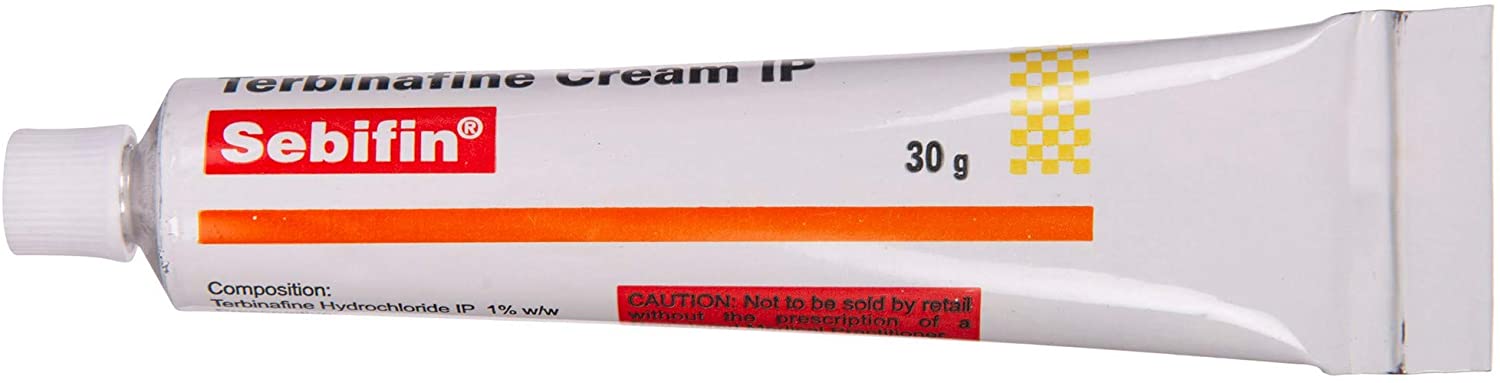 Terbinafine Cream IP
Sebifin®
30 g
Composition:
Terbinafine Hydrochloride IP 1% w/w
CAUTION: Not to be sold by retail
without the prescription of a